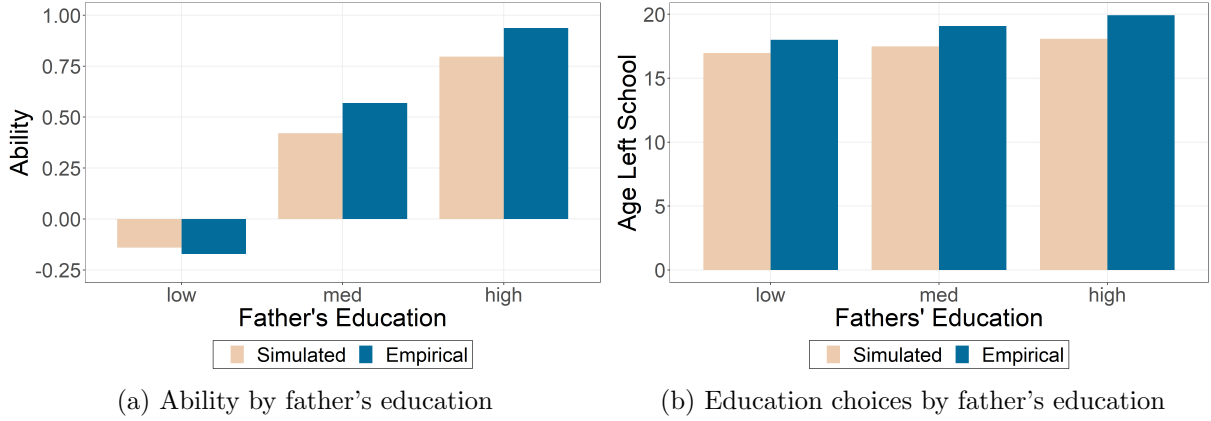 1.00
0.75
0.50
0.25
0.00
-0.25
Ability
low med high
Father's Education
Simulated Empirical
(a) Ability by father's education
20
15
10
5
0
Age Left School
low med high
Fathers' Education
Simulated Empirical
(b) Education choices by father's education